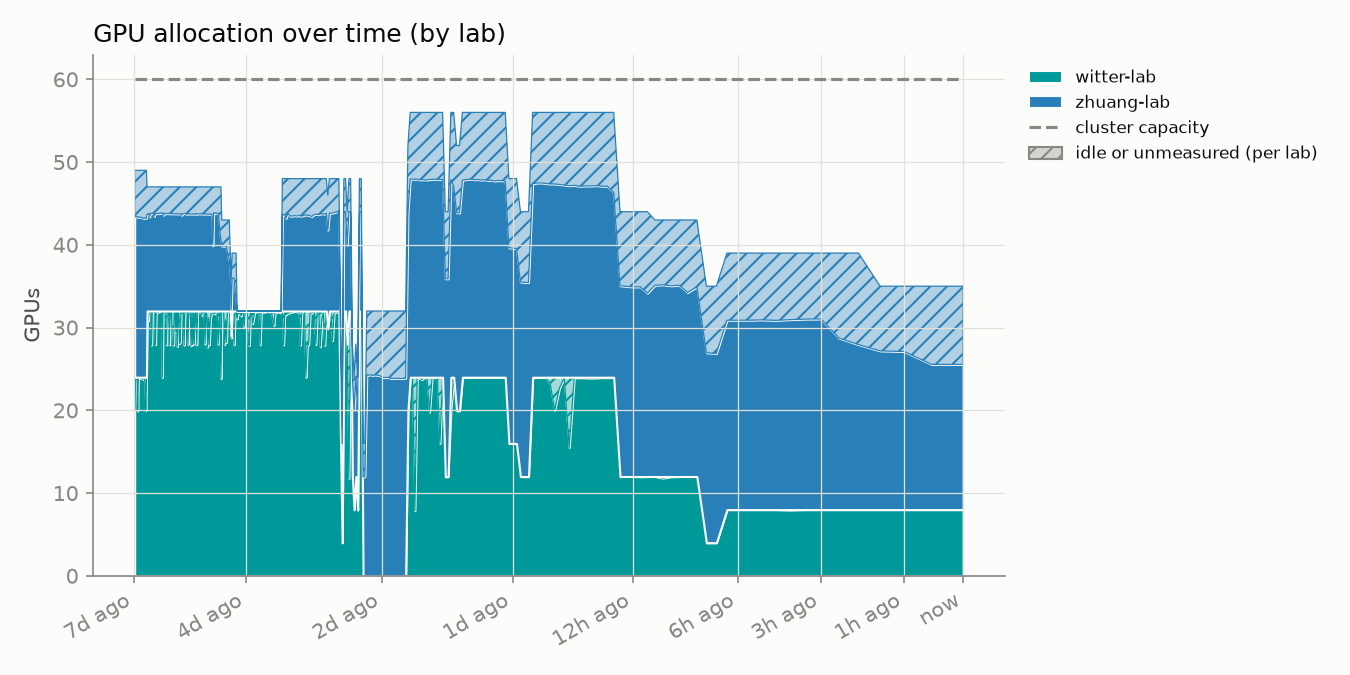 GPU allocation over time (by lab)
witter-lab
zhuang-lab
cluster capacity
idle or unmeasured (per lab)
GPUs
60
50
40
30
20
10
0
7d ago
4d ago
2d ago
1d ago
12h ago
6h ago
3h ago
1h ago
now